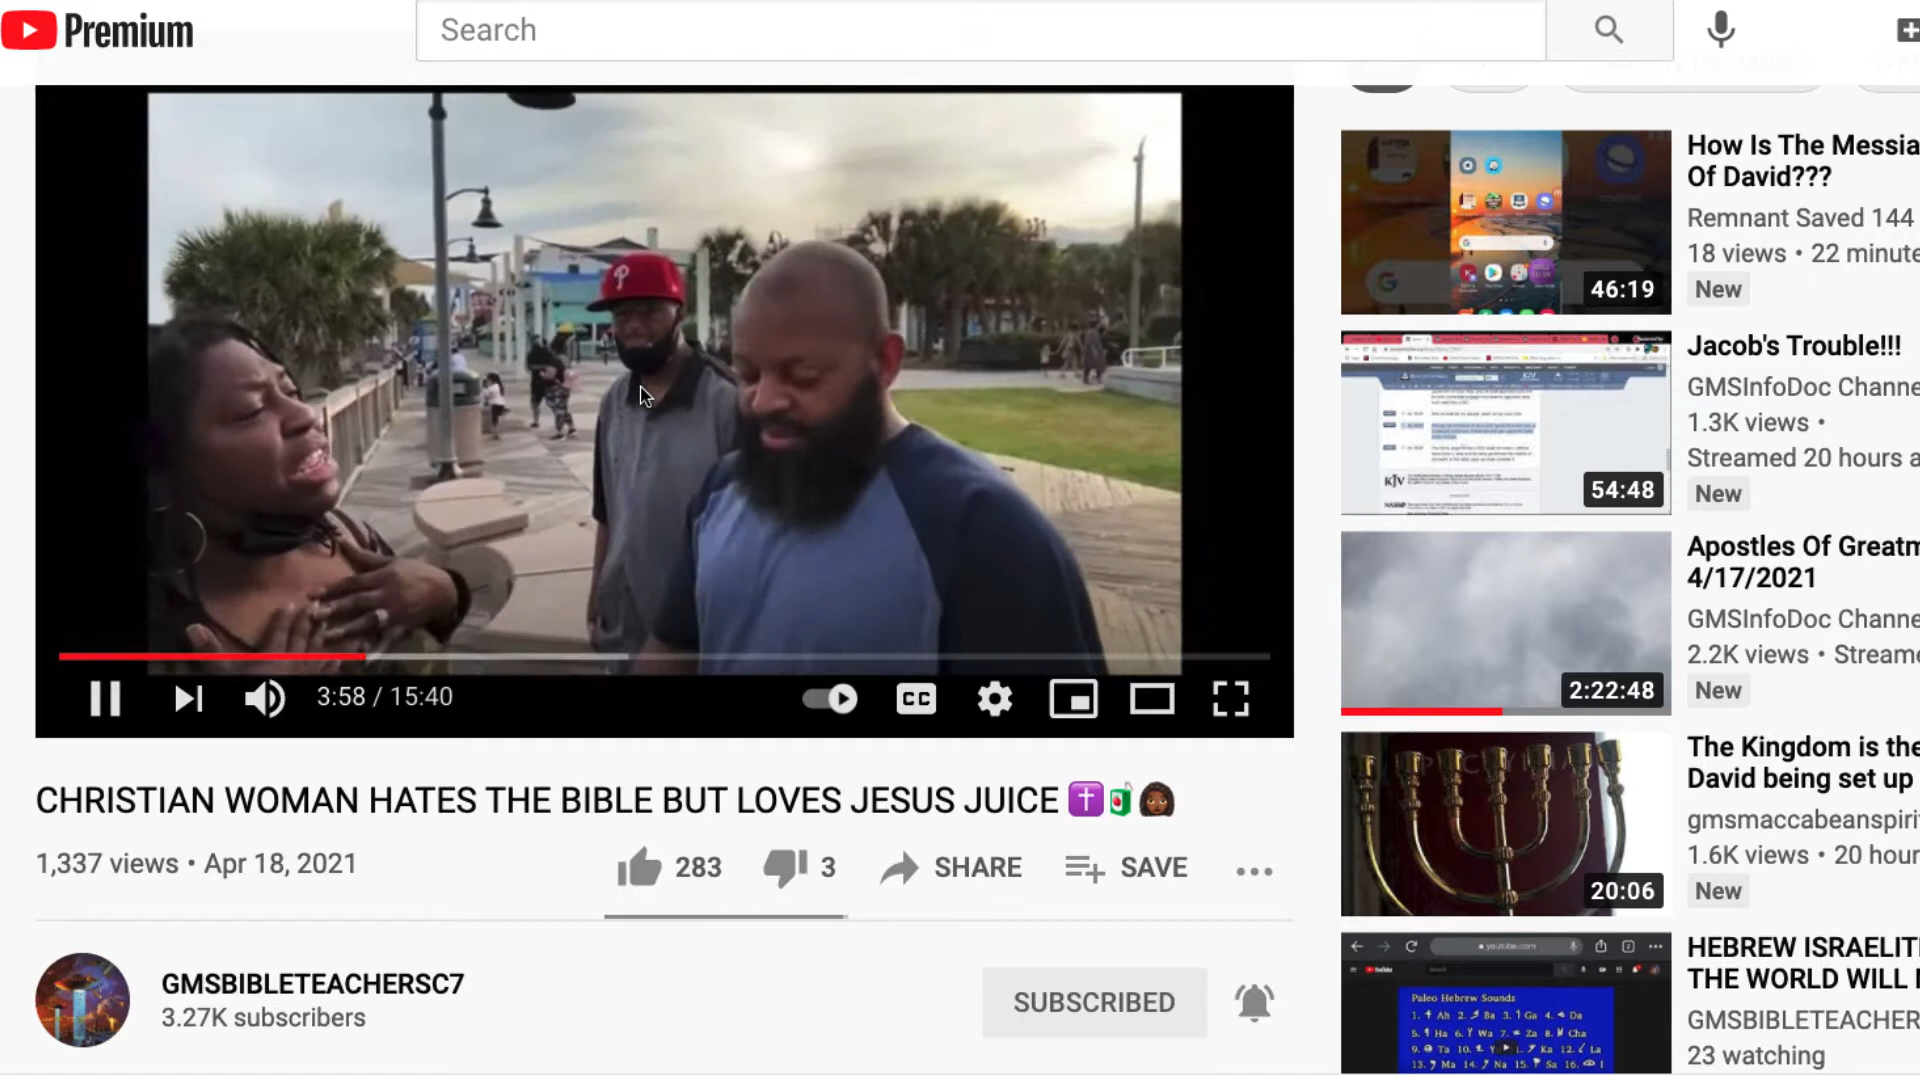 Premium
Search
3:58 / 15:40
CC
CHRISTIAN WOMAN HATES THE BIBLE BUT LOVES JESUS JUICE
1,337 views • Apr 18, 2021
283
3
SHARE
SAVE
GMSBIBLETEACHERSC7
3.27K subscribers
SUBSCRIBED
46:19
How Is The Messia
Of David???
Remnant Saved 144
18 views • 22 minute
New
KJV
54:48
Jacob's Trouble!!!
GMSInfoDoc Channe
1.3K views •
Streamed 20 hours a
New
2:22:48
Apostles Of Greatm
4/17/2021
GMSInfoDoc Channe
2.2K views • Streame
New
20:06
The Kingdom is the
David being set up
gmsmaccabeanspiri
1.6K views • 20 hour
New
youtube.com
Paleo Hebrew Sounds
HEBREW ISRAELIT
THE WORLD WILL
GMSBIBLETEACHER
23 watching